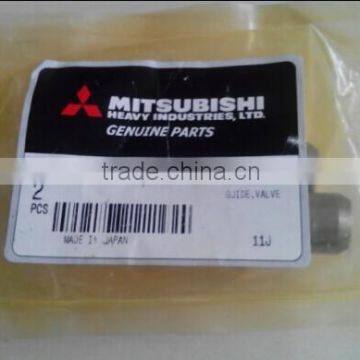 MITSUBISHI
HEAVY INDUSTRIES, LTD.
GENUINE PARTS
trade.china.cn
2
PCS
GUIDE,VALVE
MADE IN JAPAN
11J